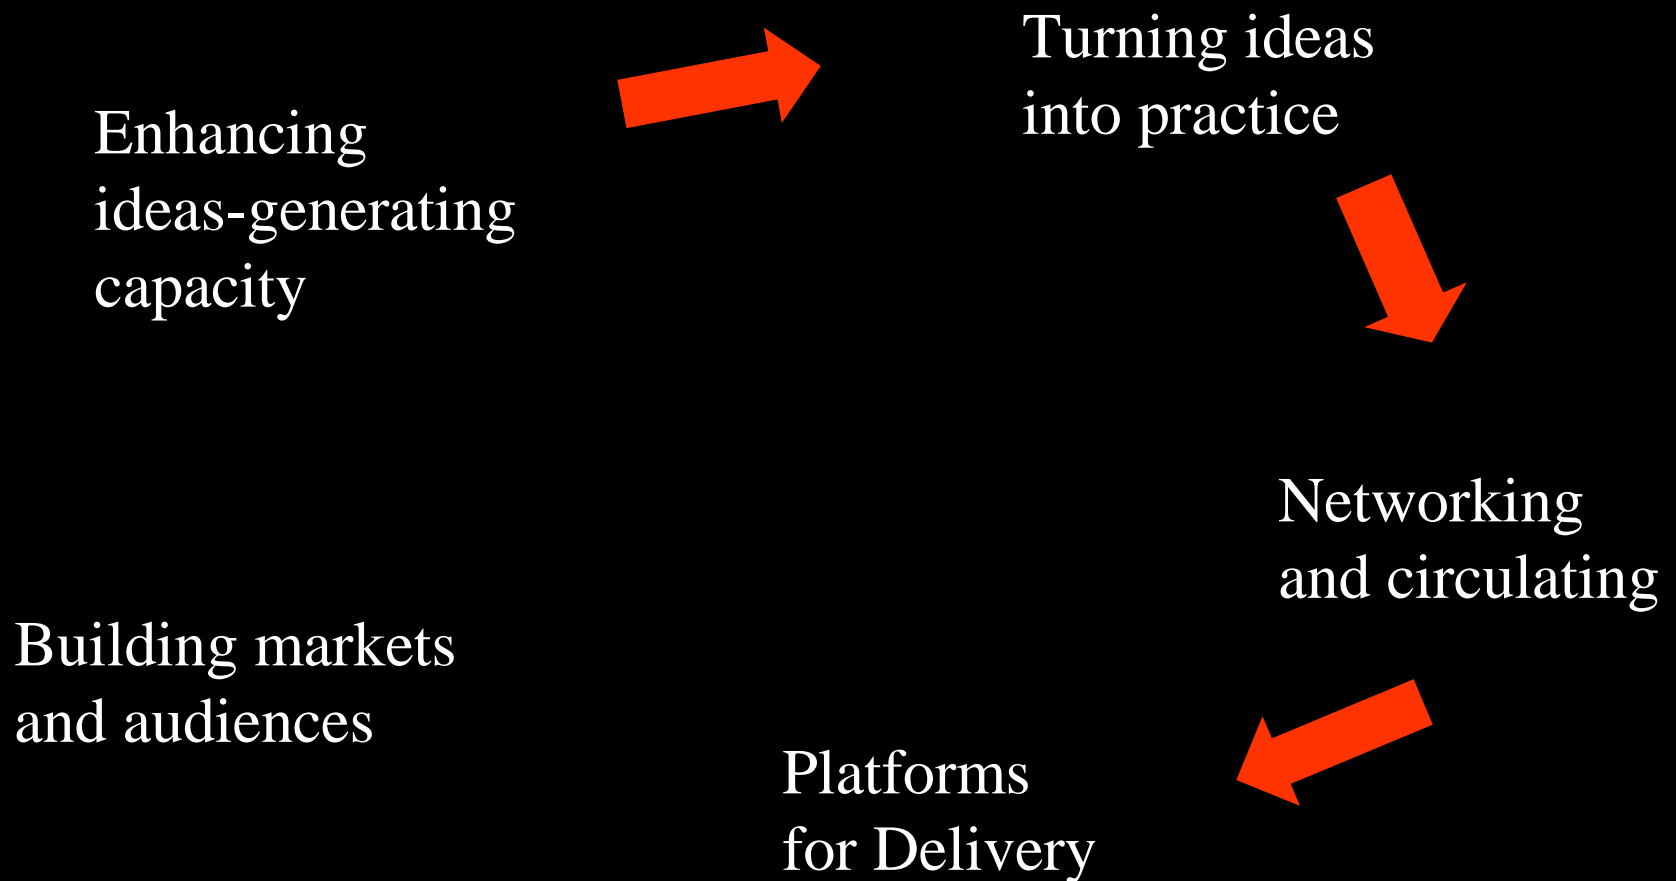 Enhancing
ideas-generating
capacity
Turning ideas
into practice
Networking
and circulating
Platforms
for Delivery
Building markets
and audiences